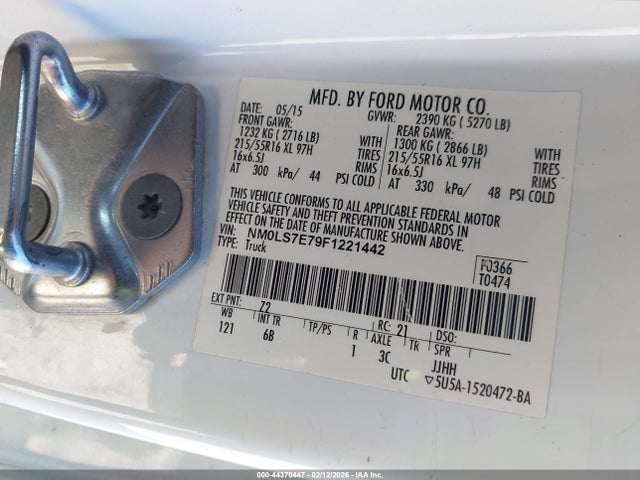 MFD. BY FORD MOTOR CO.
DATE: 05/15 GVWR: 2390 KG ( 5270 LB)
FRONT GAWR: REAR GAWR:
1232 KG ( 2716 LB) WITH 1300 KG ( 2866 LB) WITH
215/55R16 XL 97H TIRES 215/55R16 XL 97H TIRES
16x6.5J RIMS 16x6.5J RIMS
AT 300 kPa/ 44 PSI COLD AT 330 kPa/ 48 PSI COLD
THIS VEHICLE CONFORMS TO ALL APPLICABLE FEDERAL MOTOR
VEHICLE SAFETY AND THEFT PREVENTION STANDARDS IN
EFFECT ON THE DATE OF MANUFACTURE SHOWN ABOVE.
VIN: NM0LS7E79F1221442 F0366
TYPE: Truck T0474
EXT PNT: Z2 RC: 21 DSO:
WB INT TR TP/PS R AXLE TR SPR
121 6B 1 3C JJHH
UTC ▽5U5A-1520472-BA
000-44370447 - 02/12/2026 - IAAI.COM